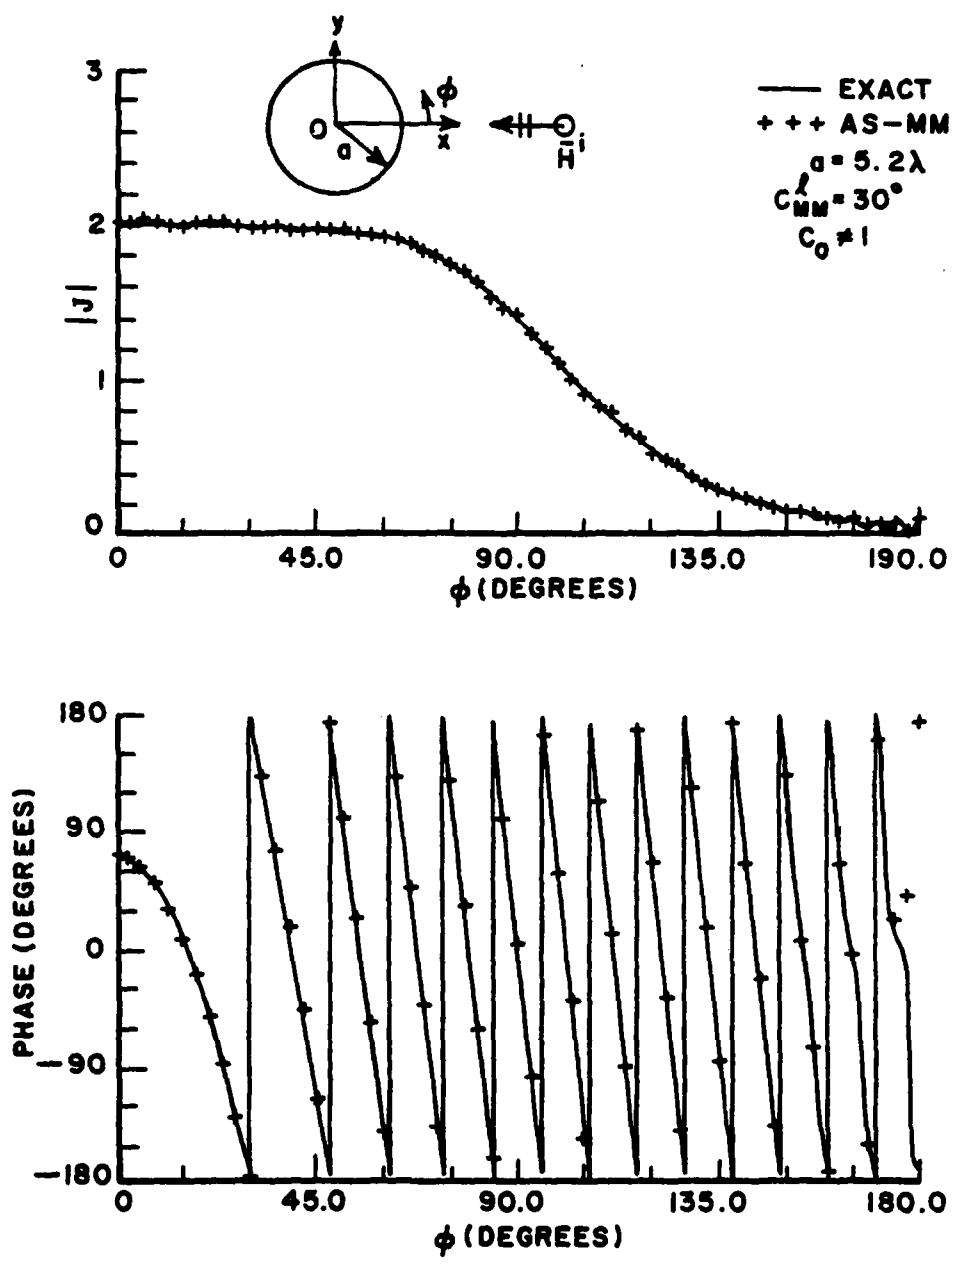 y
3
φ
EXACT
O
x
H̄ⁱ
+ + + AS-MM
a
a = 5.2λ
C^ℓ_MM = 30°
C₀ ≠ 1
2
|J|
1
0
0 45.0 90.0 135.0 190.0
φ (DEGREES)
180
90
0
-90
-180
PHASE (DEGREES)
0 45.0 90.0 135.0 180.0
φ (DEGREES)